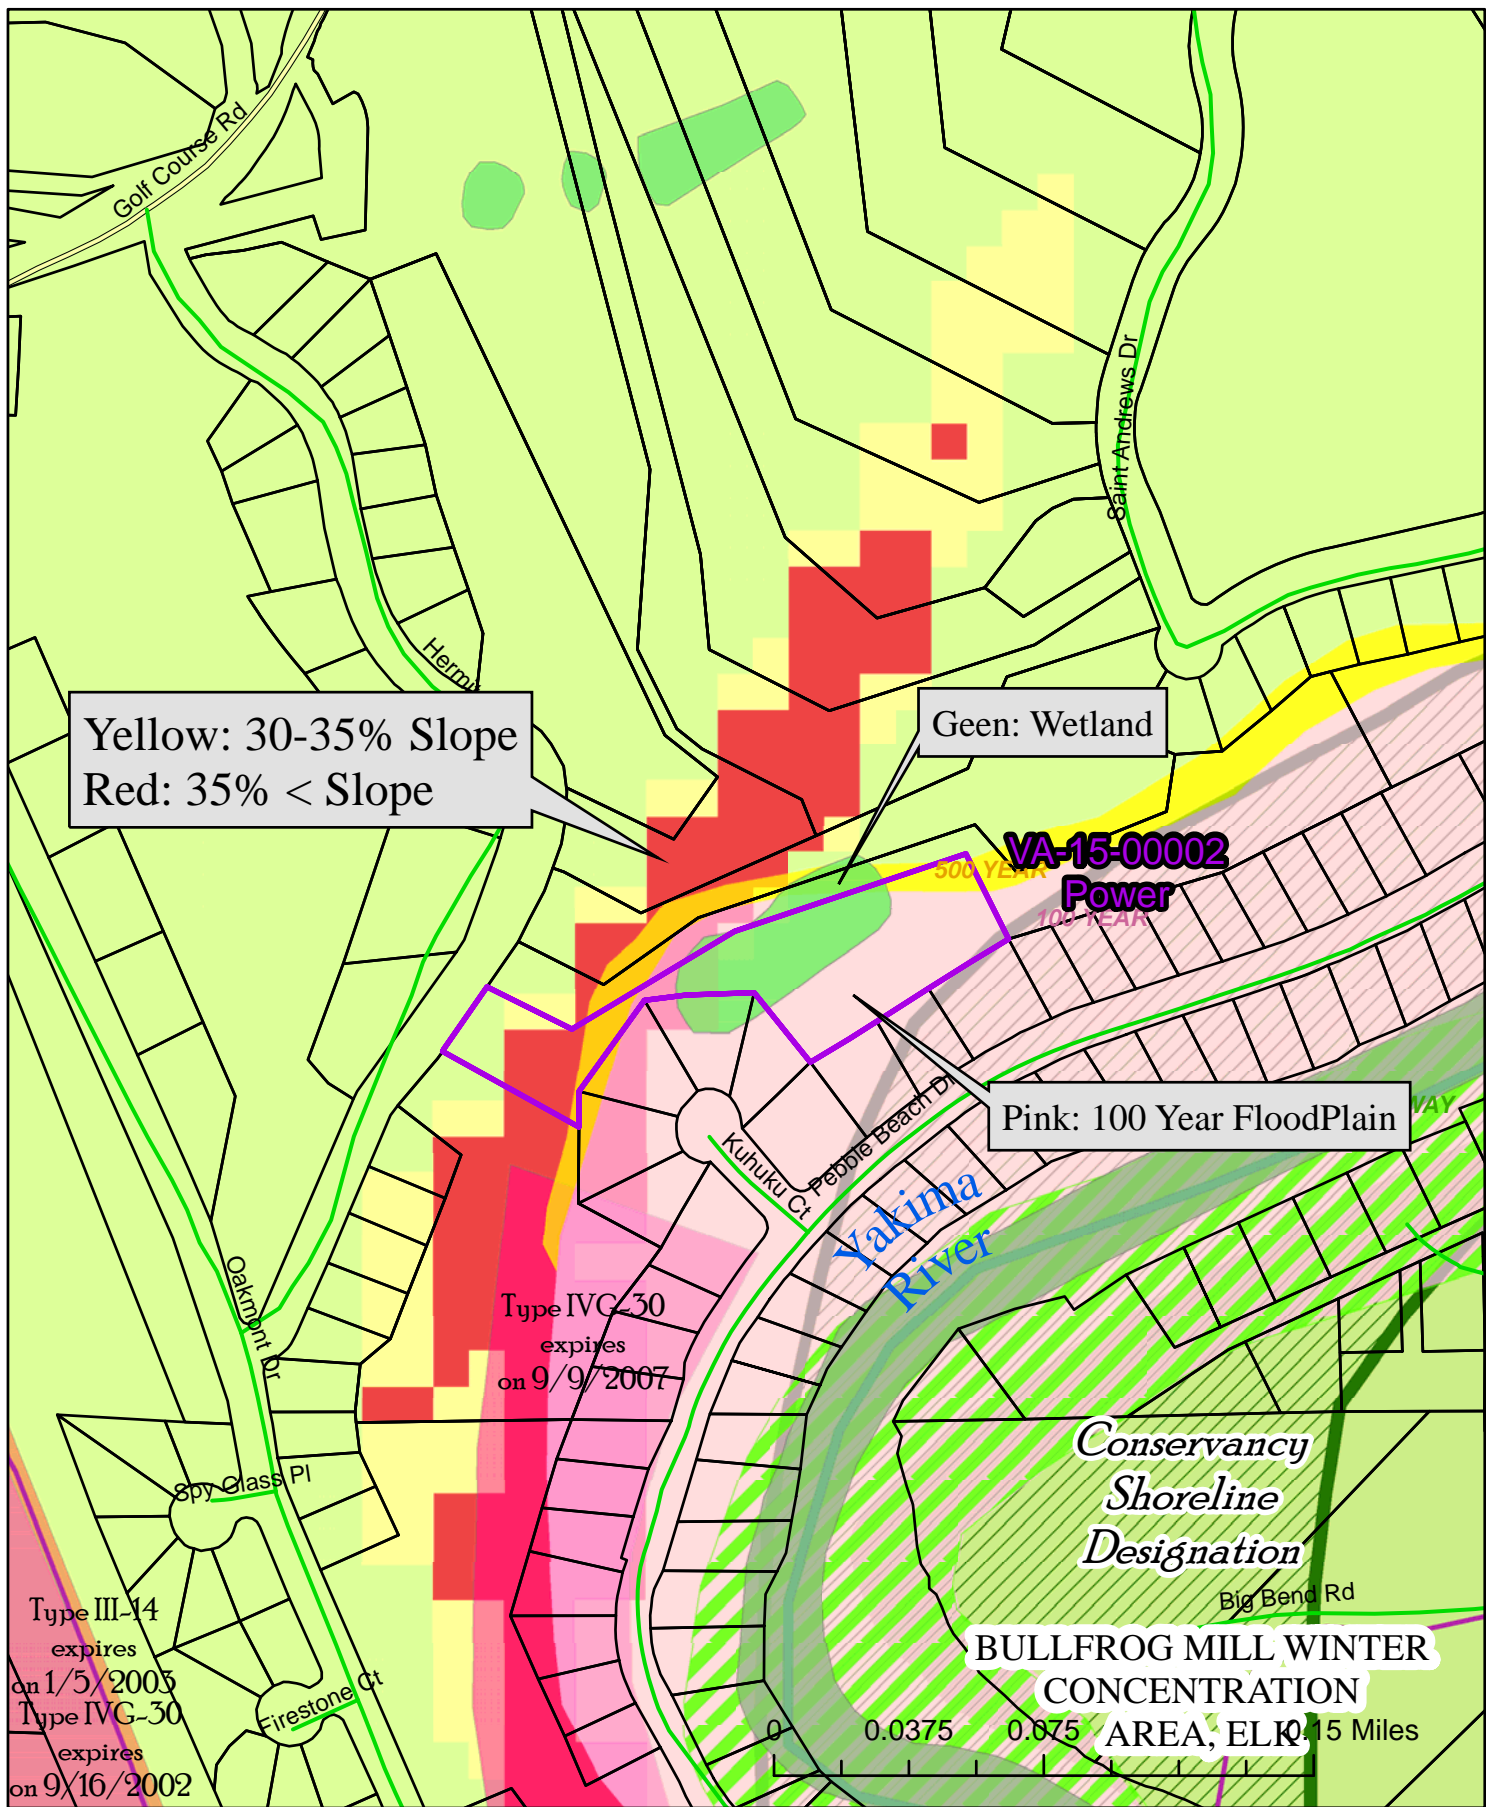 Golf Course Rd
Saint Andrews Dr
Yellow: 30-35% Slope
Red: 35% < Slope
Geen: Wetland
VA-15-00002
Power
500 YEAR
100 YEAR
Pink: 100 Year FloodPlain
WAY
Kuhuku Ct
Pebble Beach Dr
Yakima
River
Oakmont Dr
Type IVG-30
expires
on 9/9/2007
Spy Glass Pl
Conservancy
Shoreline
Designation
Big Bend Rd
Type III-14
expires
on 1/5/2003
Type IVG-30
expires
on 9/16/2002
Firestone Ct
BULLFROG MILL WINTER
CONCENTRATION
AREA, ELK
0 0.0375 0.075 0.15 Miles